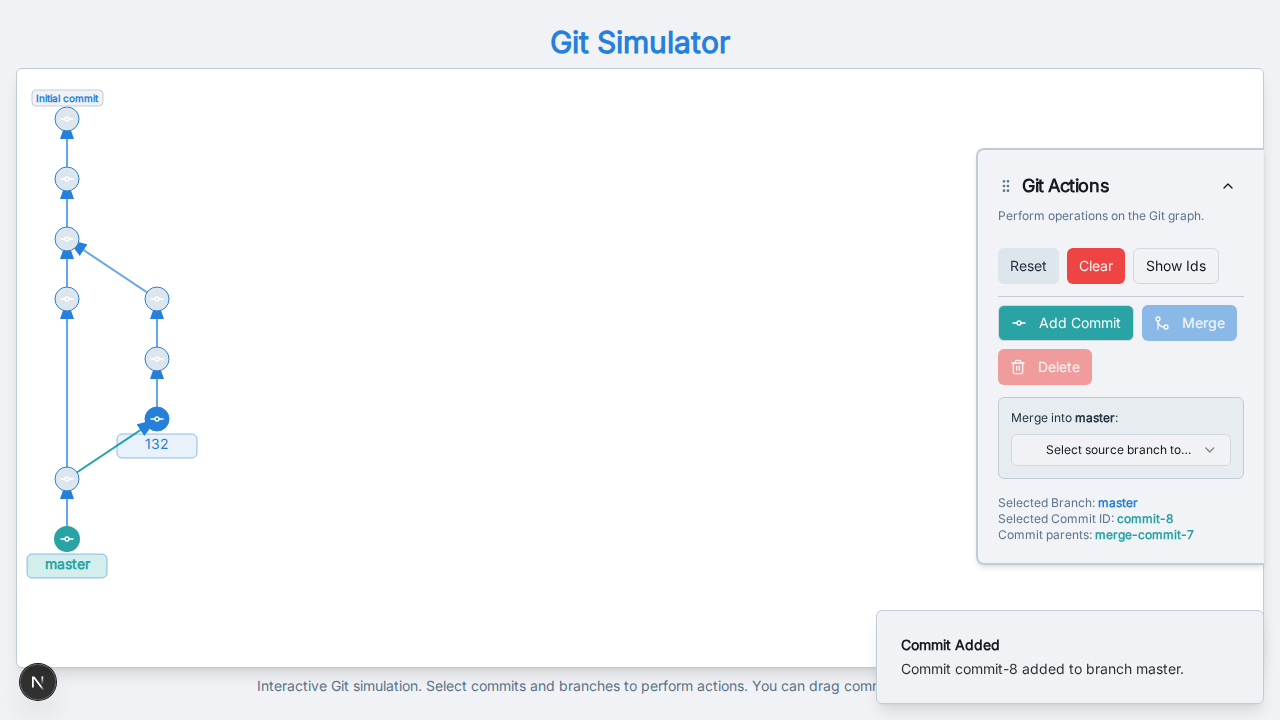 Git Simulator
Initial commit
132
master
Git Actions
Perform operations on the Git graph.
Reset
Clear
Show Ids
Add Commit
Merge
Delete
Merge into master:
Select source branch to...
Selected Branch: master
Selected Commit ID: commit-8
Commit parents: merge-commit-7
Commit Added
Commit commit-8 added to branch master.
N
Interactive Git simulation. Select commits and branches to perform actions. You can drag